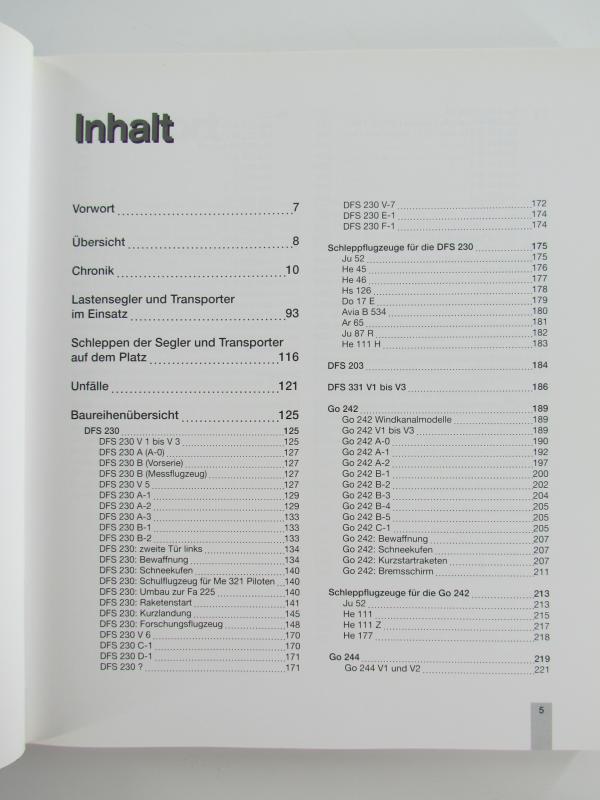 Inhalt
Vorwort 7
Übersicht 8
Chronik 10
Lastensegler und Transporter
im Einsatz 93
Schleppen der Segler und Transporter
auf dem Platz 116
Unfälle 121
Baureihenübersicht 125
DFS 230 125
DFS 230 V 1 bis V 3 125
DFS 230 A (A-0) 127
DFS 230 B (Vorserie) 127
DFS 230 B (Messflugzeug) 127
DFS 230 V 5 127
DFS 230 A-1 129
DFS 230 A-2 129
DFS 230 A-3 133
DFS 230 B-1 133
DFS 230 B-2 133
DFS 230: zweite Tür links 134
DFS 230: Bewaffnung 134
DFS 230: Schneekufen 140
DFS 230: Schulflugzeug für Me 321 Piloten 140
DFS 230: Umbau zur Fa 225 140
DFS 230: Raketenstart 141
DFS 230: Kurzlandung 145
DFS 230: Forschungsflugzeug 148
DFS 230 V 6 170
DFS 230 C-1 170
DFS 230 D-1 171
DFS 230 ? 171
DFS 230 V-7 172
DFS 230 E-1 174
DFS 230 F-1 174
Schleppflugzeuge für die DFS 230 175
Ju 52 175
He 45 176
He 46 177
Hs 126 178
Do 17 E 179
Avia B 534 180
Ar 65 181
Ju 87 R 182
He 111 H 183
DFS 203 184
DFS 331 V1 bis V3 186
Go 242 189
Go 242 Windkanalmodelle 189
Go 242 V1 bis V3 189
Go 242 A-0 190
Go 242 A-1 192
Go 242 A-2 197
Go 242 B-1 200
Go 242 B-2 202
Go 242 B-3 204
Go 242 B-4 205
Go 242 B-5 205
Go 242 C-1 205
Go 242: Bewaffnung 207
Go 242: Schneekufen 207
Go 242: Kurzstartraketen 207
Go 242: Bremsschirm 211
Schleppflugzeuge für die Go 242 213
Ju 52 213
He 111 215
He 111 Z 217
He 177 218
Go 244 219
Go 244 V1 und V2 221
5